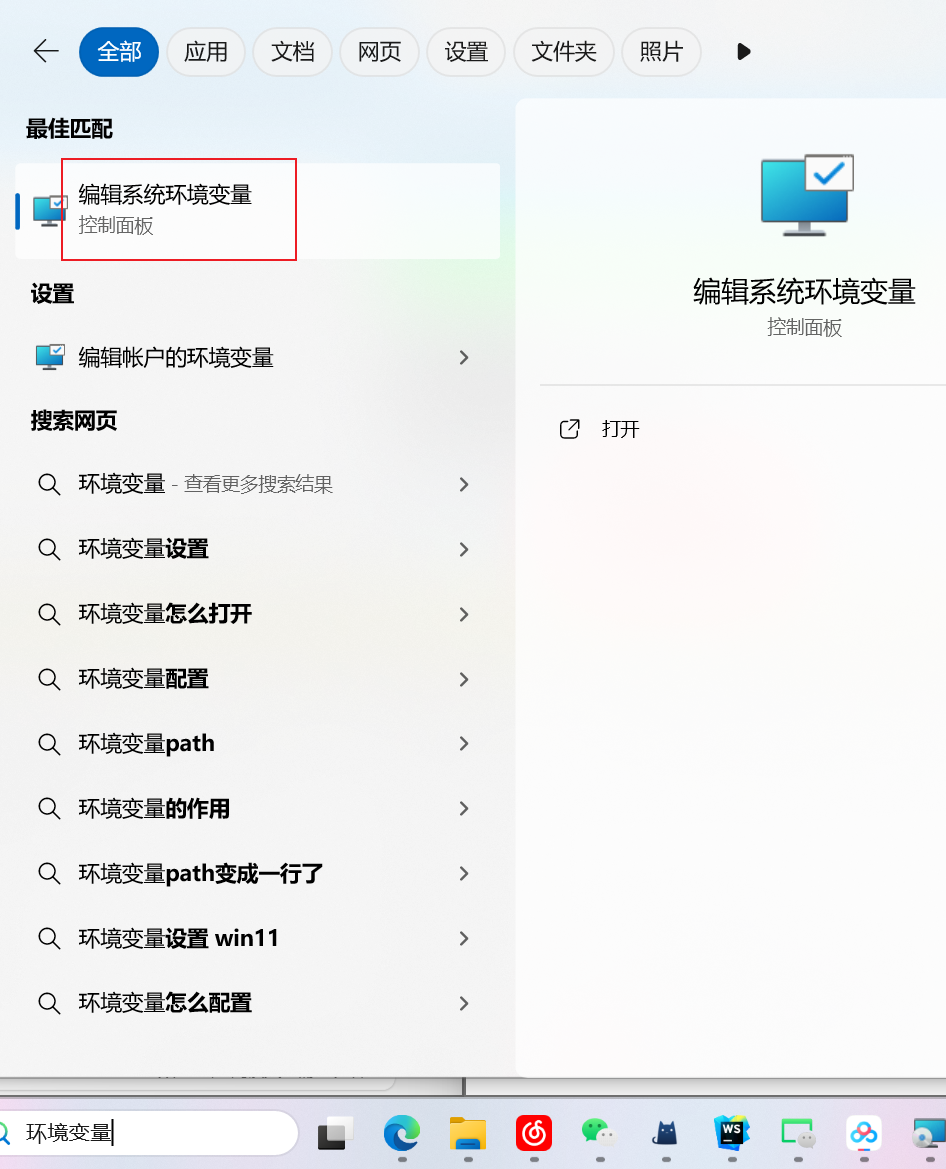 全部 应用 文档 网页 设置 文件夹 照片
最佳匹配
编辑系统环境变量
控制面板
设置
编辑帐户的环境变量
搜索网页
环境变量 - 查看更多搜索结果
环境变量设置
环境变量怎么打开
环境变量配置
环境变量path
环境变量的作用
环境变量path变成一行了
环境变量设置 win11
环境变量怎么配置
编辑系统环境变量
控制面板
打开
环境变量
WS